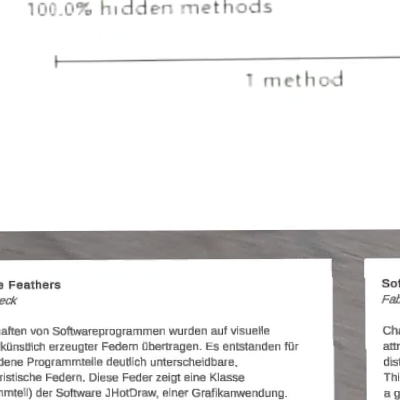 100.0% hidden methods
1 method
e Feathers
eck
aften von Softwareprogrammen wurden auf visuelle
künstlich erzeugter Federn übertragen. Es entstanden für
dene Programmteile deutlich unterscheidbare,
ristische Federn. Diese Feder zeigt eine Klasse
mmteil) der Software JHotDraw, einer Grafikanwendung.
Sof
Fab
Cha
attr
dist
Thi
a g